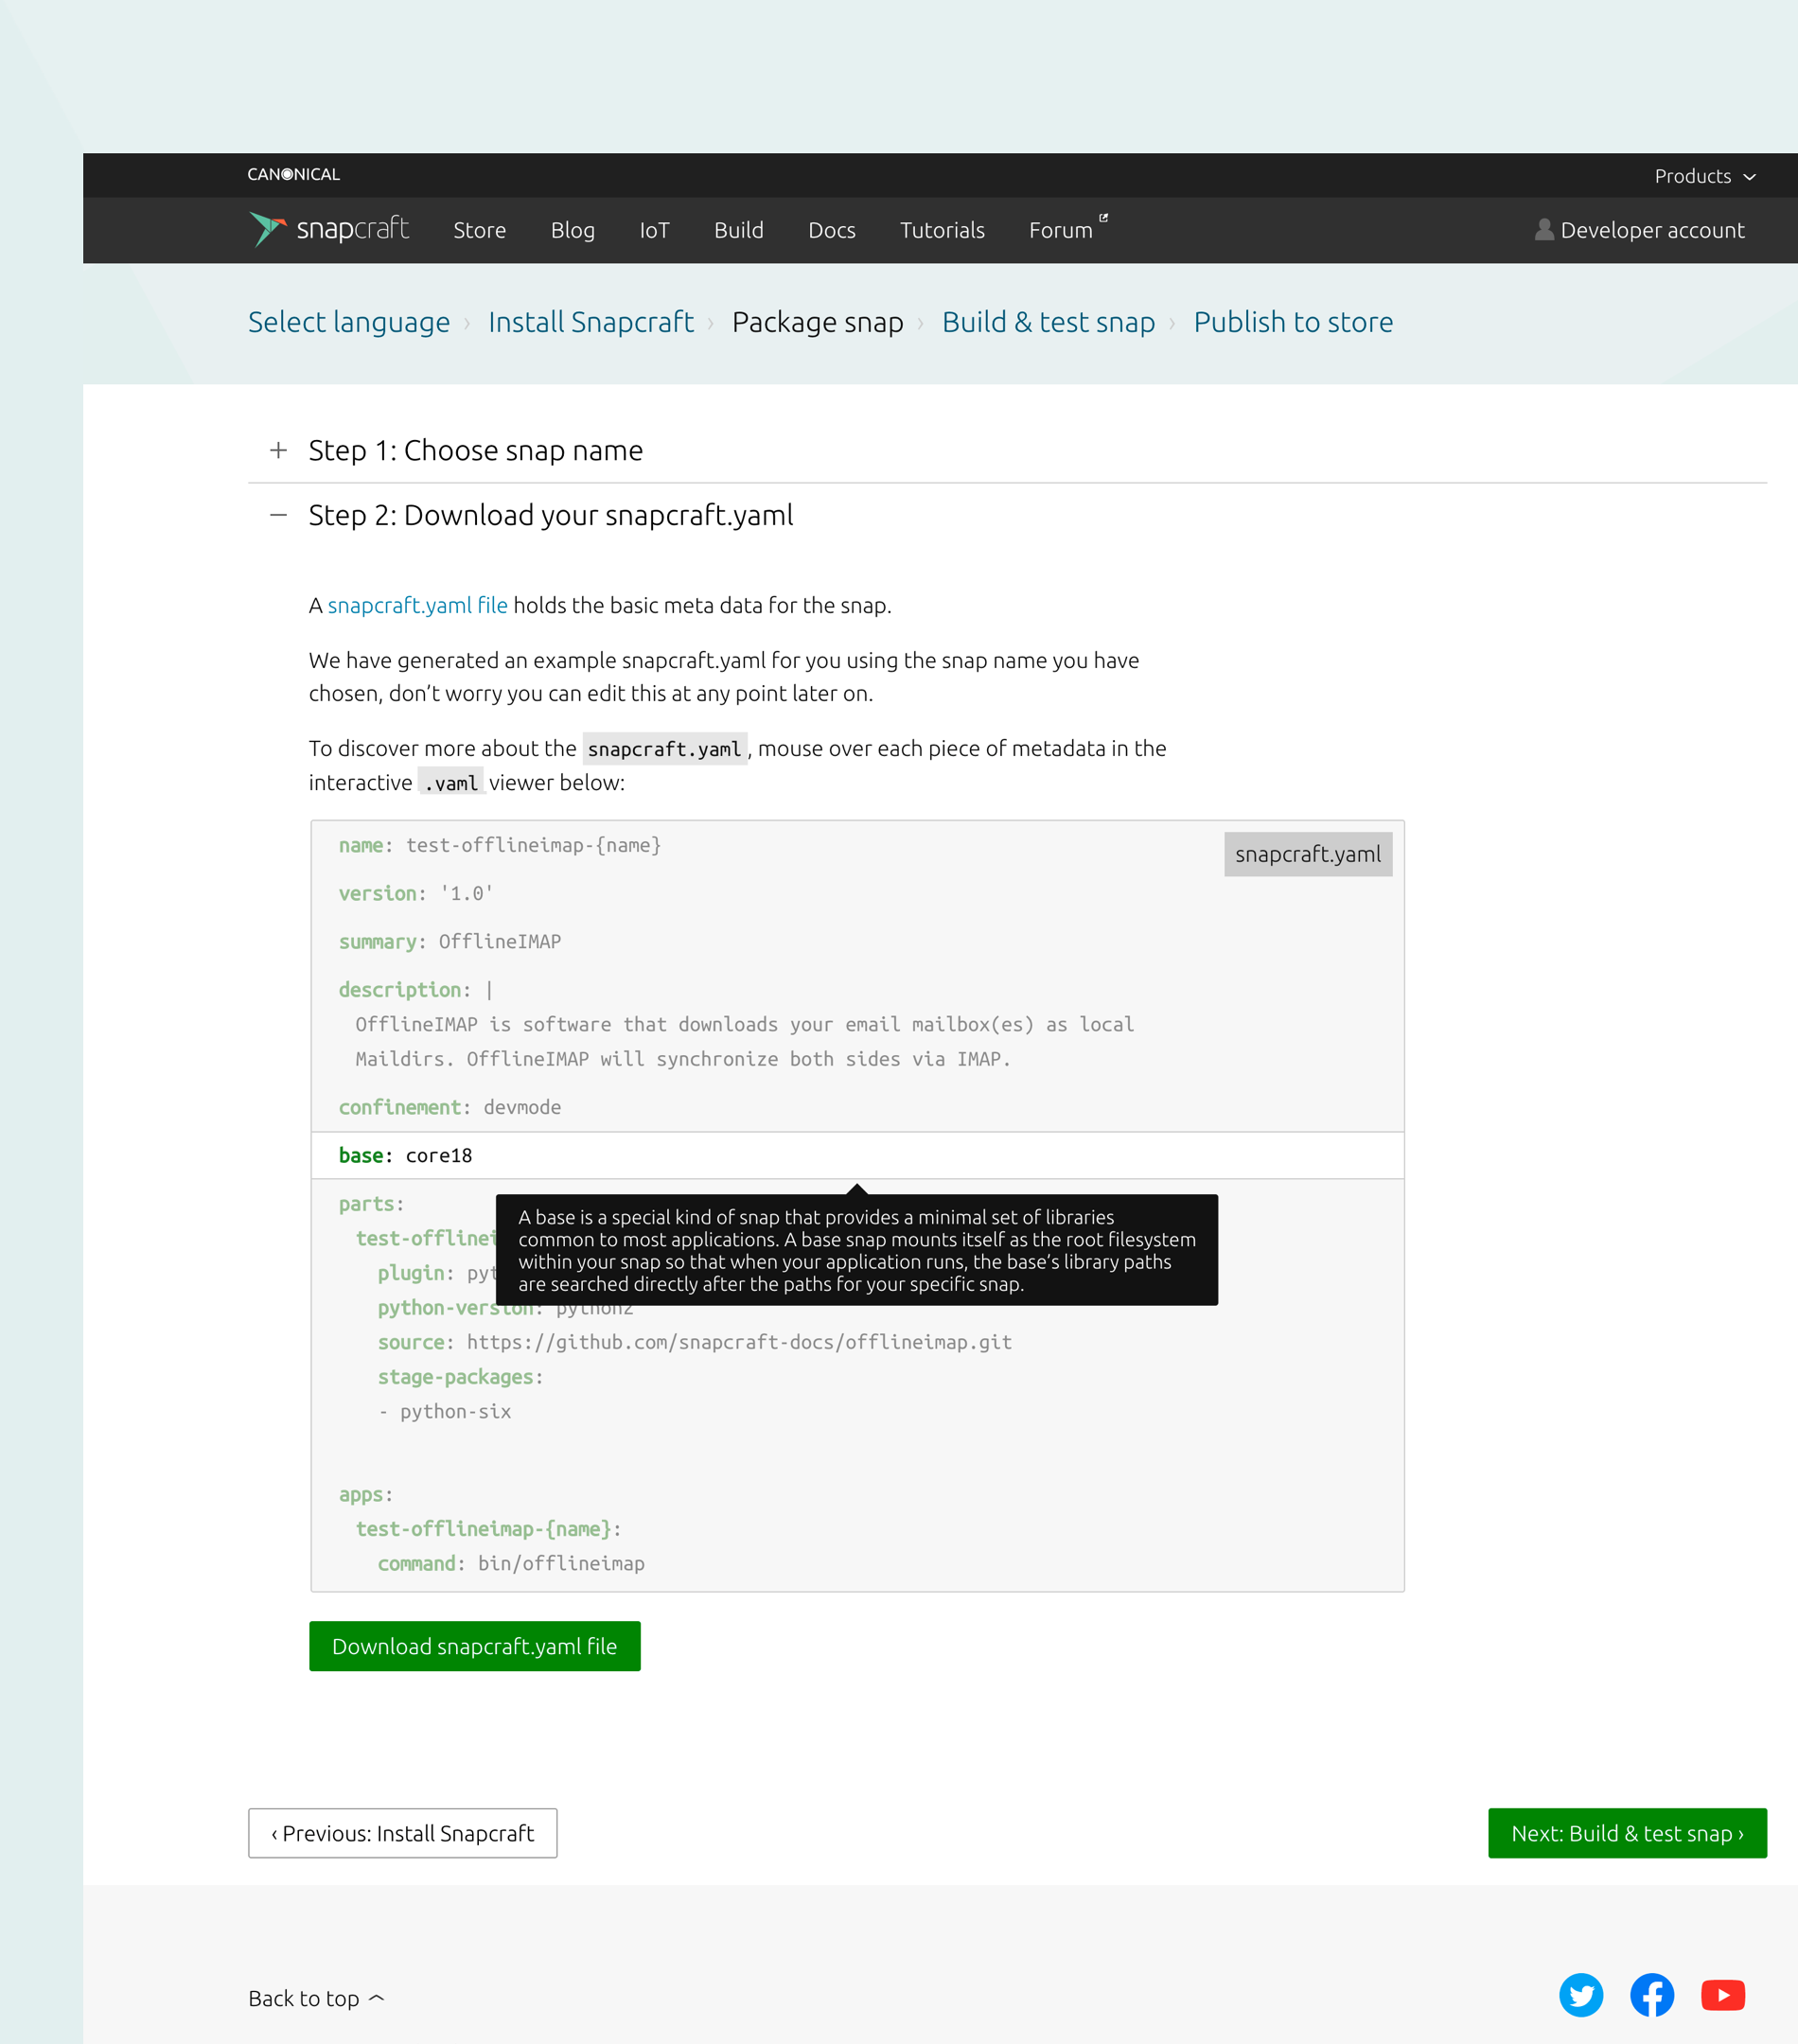 CANONICAL
Products
snapcraft Store Blog IoT Build Docs Tutorials Forum Developer account
Select language › Install Snapcraft › Package snap › Build & test snap › Publish to store
+ Step 1: Choose snap name
– Step 2: Download your snapcraft.yaml
A snapcraft.yaml file holds the basic meta data for the snap.
We have generated an example snapcraft.yaml for you using the snap name you have
chosen, don’t worry you can edit this at any point later on.
To discover more about the snapcraft.yaml, mouse over each piece of metadata in the
interactive .yaml viewer below:
snapcraft.yaml
name: test-offlineimap-{name}
version: '1.0'
summary: OfflineIMAP
description: |
OfflineIMAP is software that downloads your email mailbox(es) as local
Maildirs. OfflineIMAP will synchronize both sides via IMAP.
confinement: devmode
base: core18
A base is a special kind of snap that provides a minimal set of libraries
common to most applications. A base snap mounts itself as the root filesystem
within your snap so that when your application runs, the base’s library paths
are searched directly after the paths for your specific snap.
parts:
test-offlinei
plugin: pyt
python-version: python2
source: https://github.com/snapcraft-docs/offlineimap.git
stage-packages:
- python-six
apps:
test-offlineimap-{name}:
command: bin/offlineimap
Download snapcraft.yaml file
‹ Previous: Install Snapcraft
Next: Build & test snap ›
Back to top